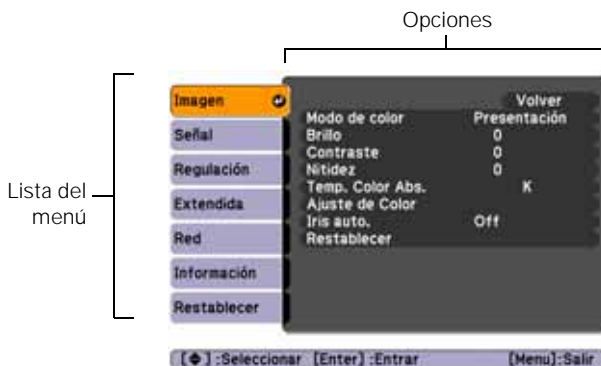 Opciones
Lista del
menú
Imagen
Señal
Regulación
Extendida
Red
Información
Restablecer
Volver
Modo de color Presentación
Brillo 0
Contraste 0
Nitidez 0
Temp. Color Abs. K
Ajuste de Color
Iris auto. Off
Restablecer
[◆]:Seleccionar [Enter]:Entrar [Menu]:Salir